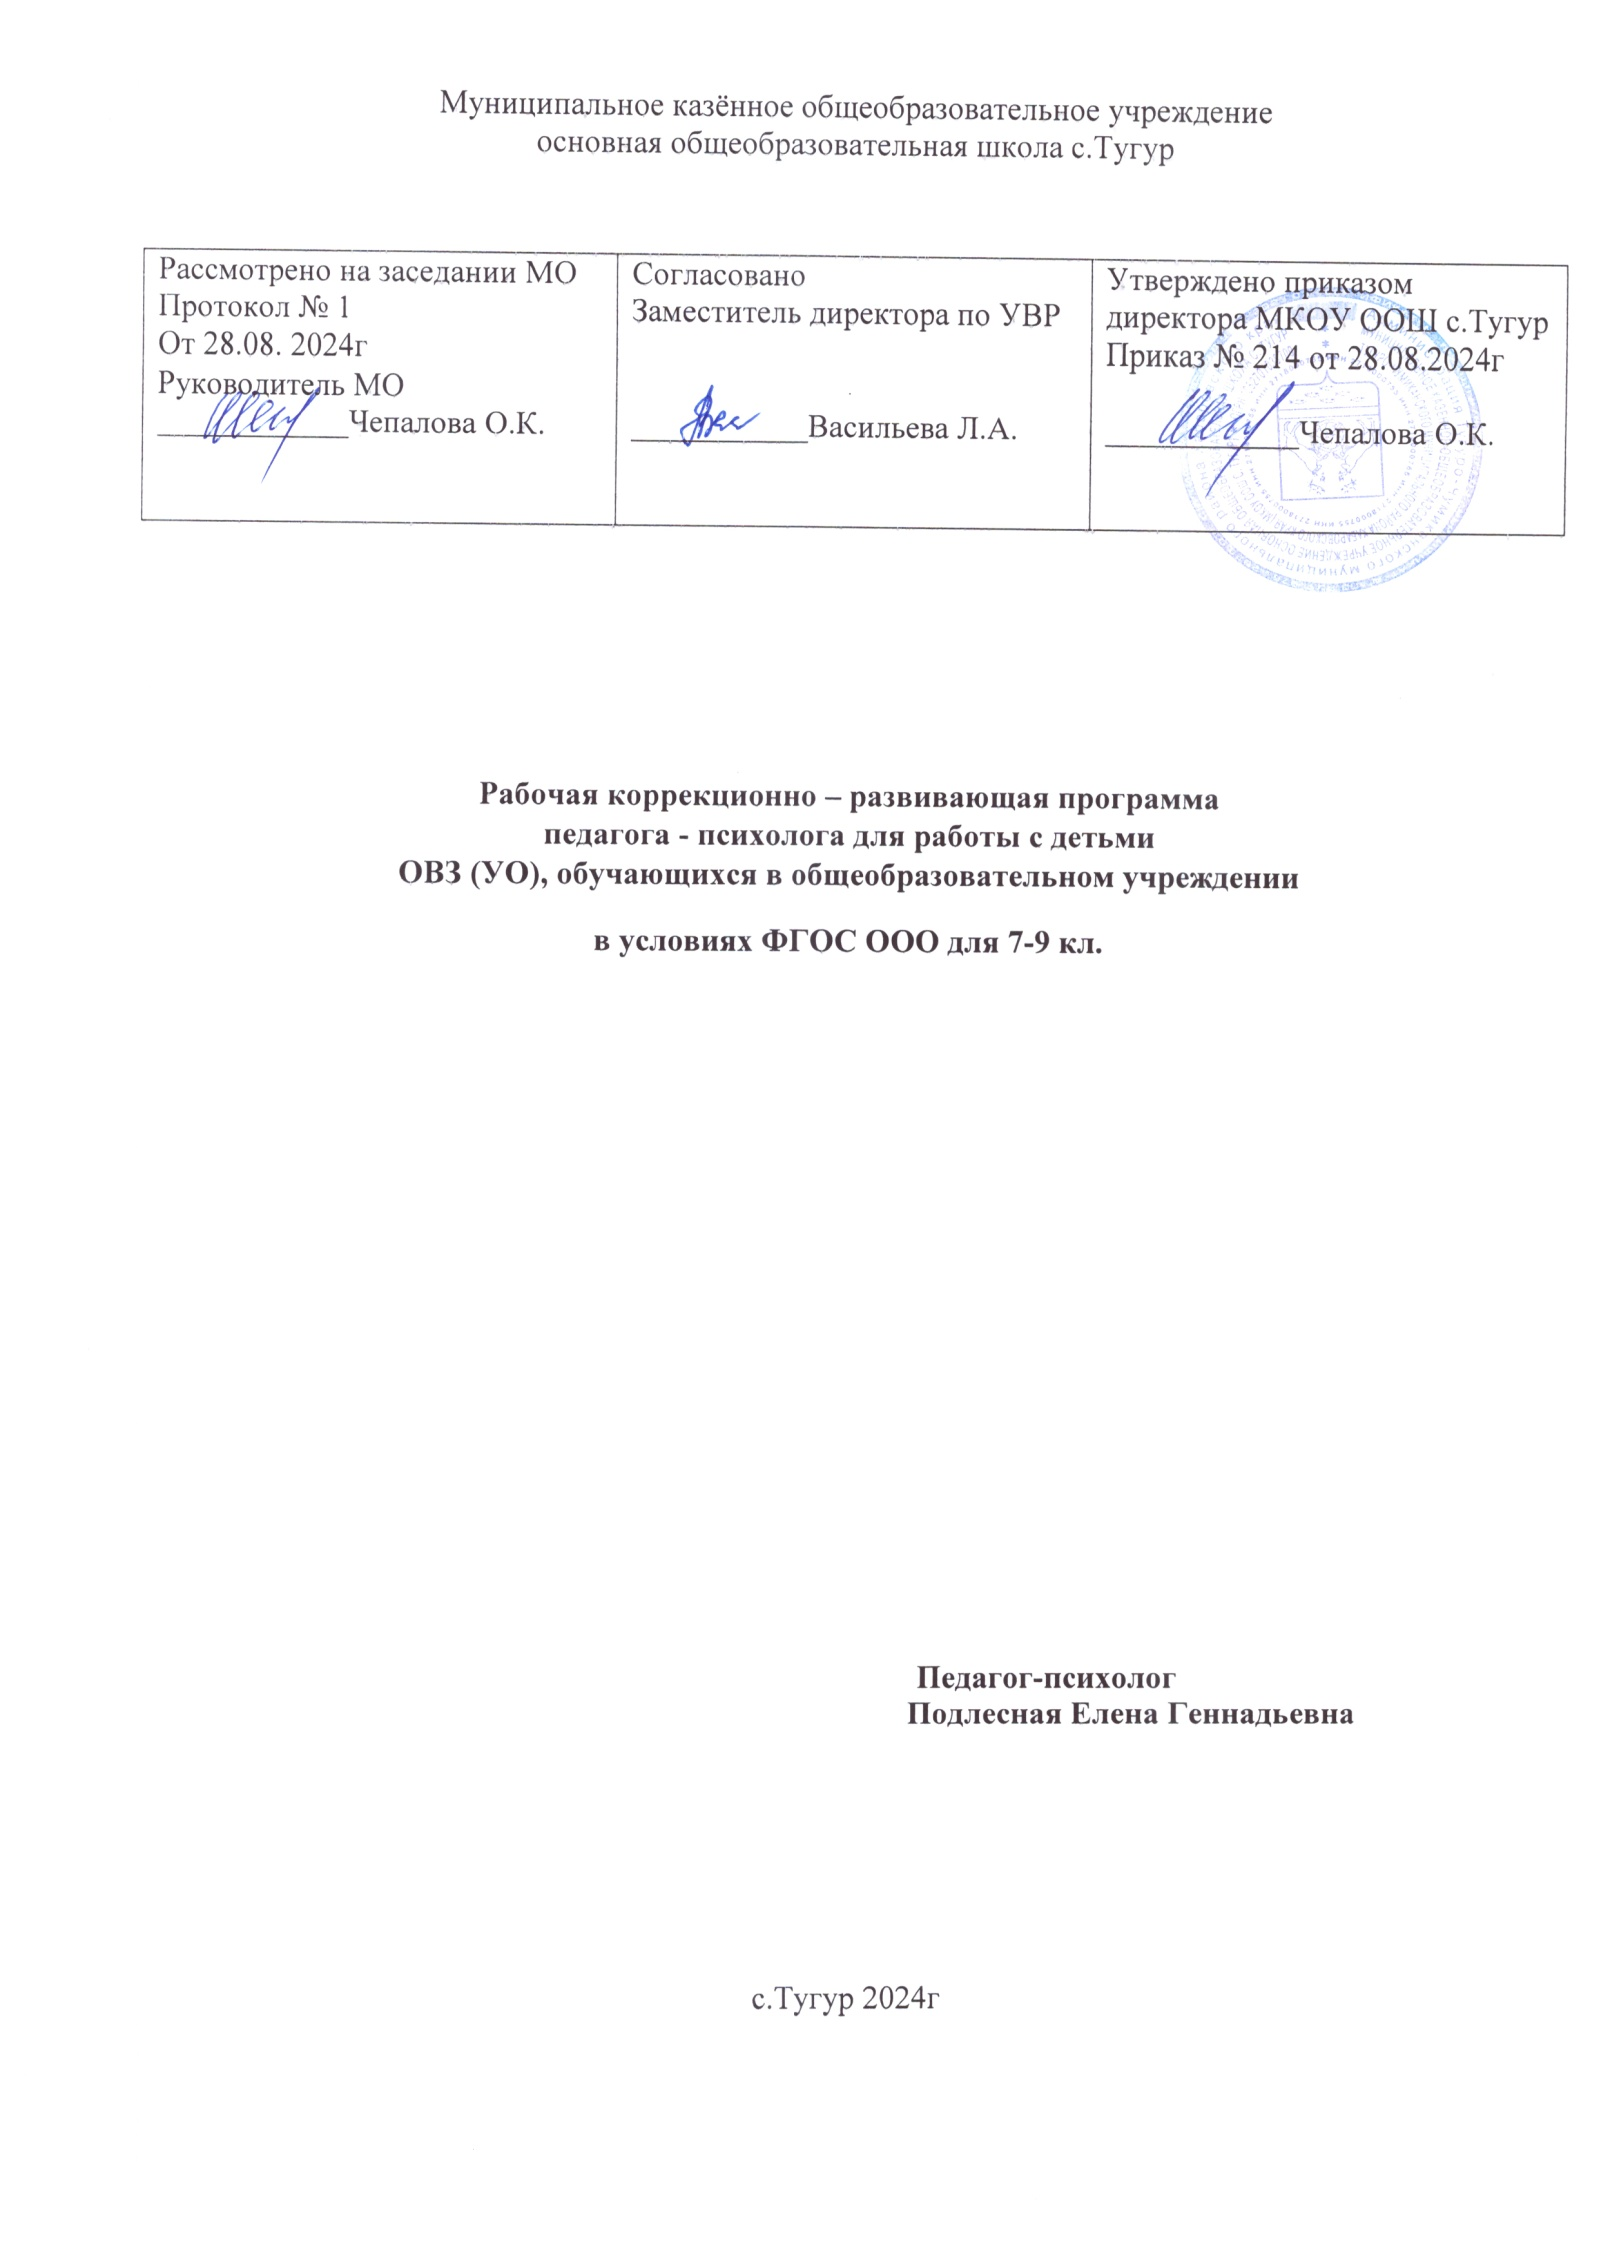 Муниципальное казённое общеобразовательное учреждение
основная общеобразовательная школа с.Тугур
Рассмотрено на заседании МО
Протокол № 1
От 28.08. 2024г
Руководитель МО
______________Чепалова О.К.
Согласовано
Заместитель директора по УВР
_____________Васильева Л.А.
Утверждено приказом
директора МКОУ ООШ с.Тугур
Приказ № 214 от 28.08.2024г
______________Чепалова О.К.
Рабочая коррекционно – развивающая программа
педагога - психолога для работы с детьми
ОВЗ (УО), обучающихся в общеобразовательном учреждении
в условиях ФГОС ООО для 7-9 кл.
Педагог-психолог
Подлесная Елена Геннадьевна
с.Тугур 2024г